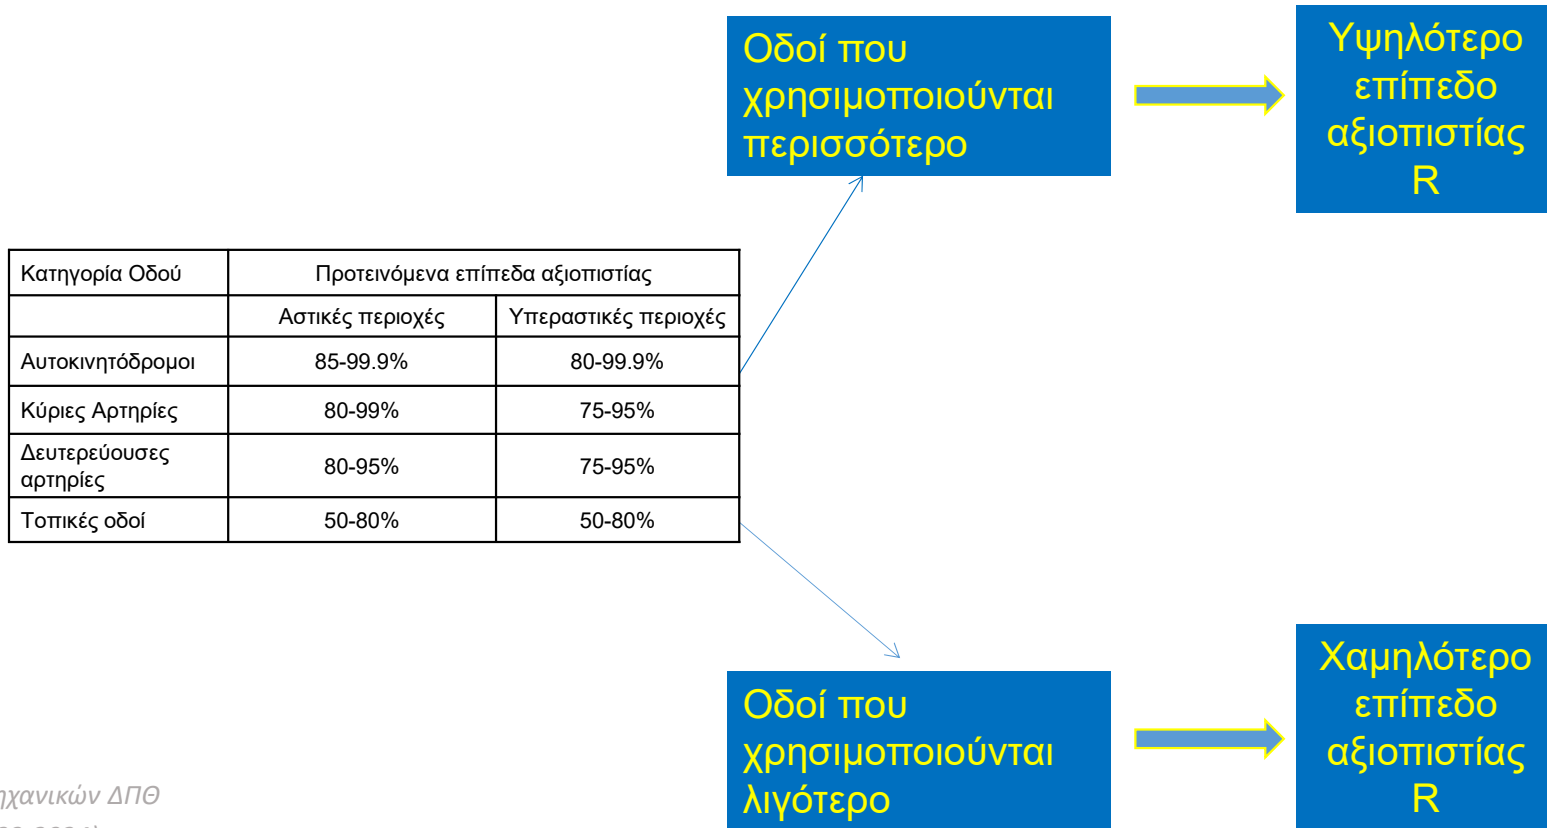 Οδοί που
χρησιμοποιούνται
περισσότερο
Υψηλότερο
επίπεδο
αξιοπιστίας
R
Κατηγορία Οδού Προτεινόμενα επίπεδα αξιοπιστίας
Αστικές περιοχές Υπεραστικές περιοχές
Αυτοκινητόδρομοι 85-99.9% 80-99.9%
Κύριες Αρτηρίες 80-99% 75-95%
Δευτερεύουσες
αρτηρίες 80-95% 75-95%
Τοπικές οδοί 50-80% 50-80%
Οδοί που
χρησιμοποιούνται
λιγότερο
Χαμηλότερο
επίπεδο
αξιοπιστίας
R
ΔΠΘ